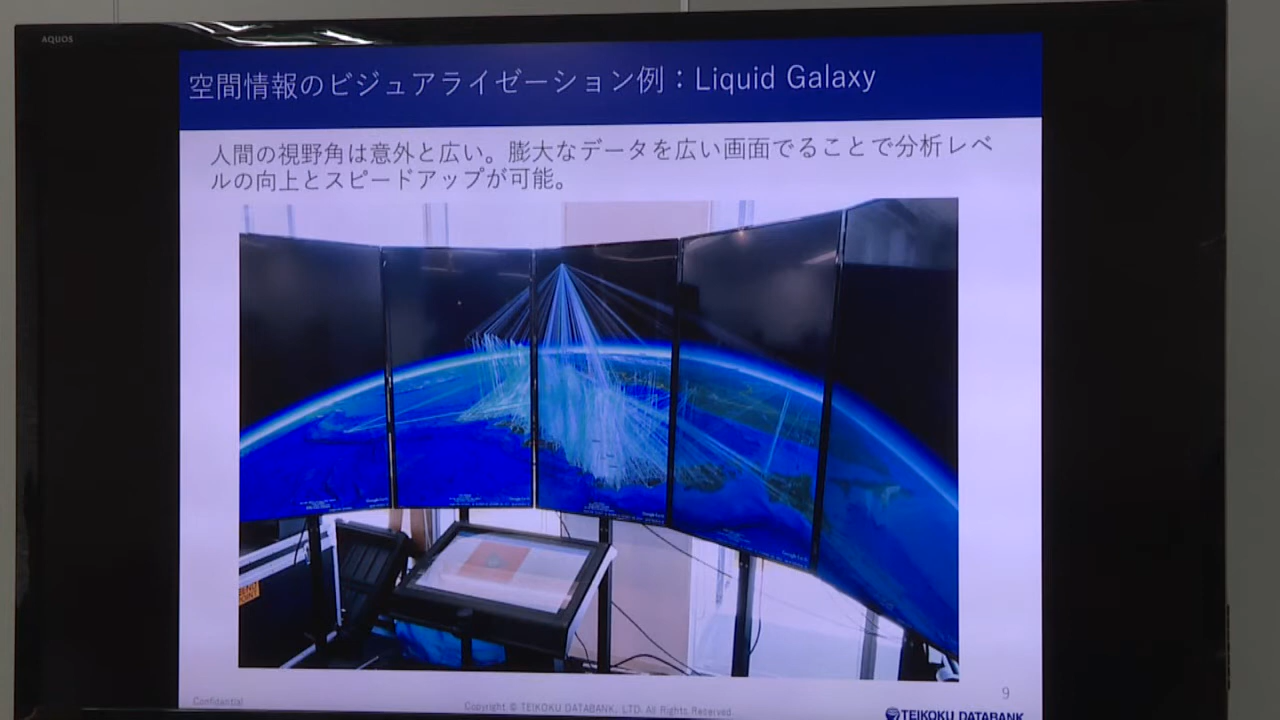 AQUOS
空間情報のビジュアライゼーション例：Liquid Galaxy
人間の視野角は意外と広い。膨大なデータを広い画面でることで分析レベ
ルの向上とスピードアップが可能。
Confidential
Copyright © TEIKOKU DATABANK, LTD. All Rights Reserved.
9
TEIKOKU DATABANK